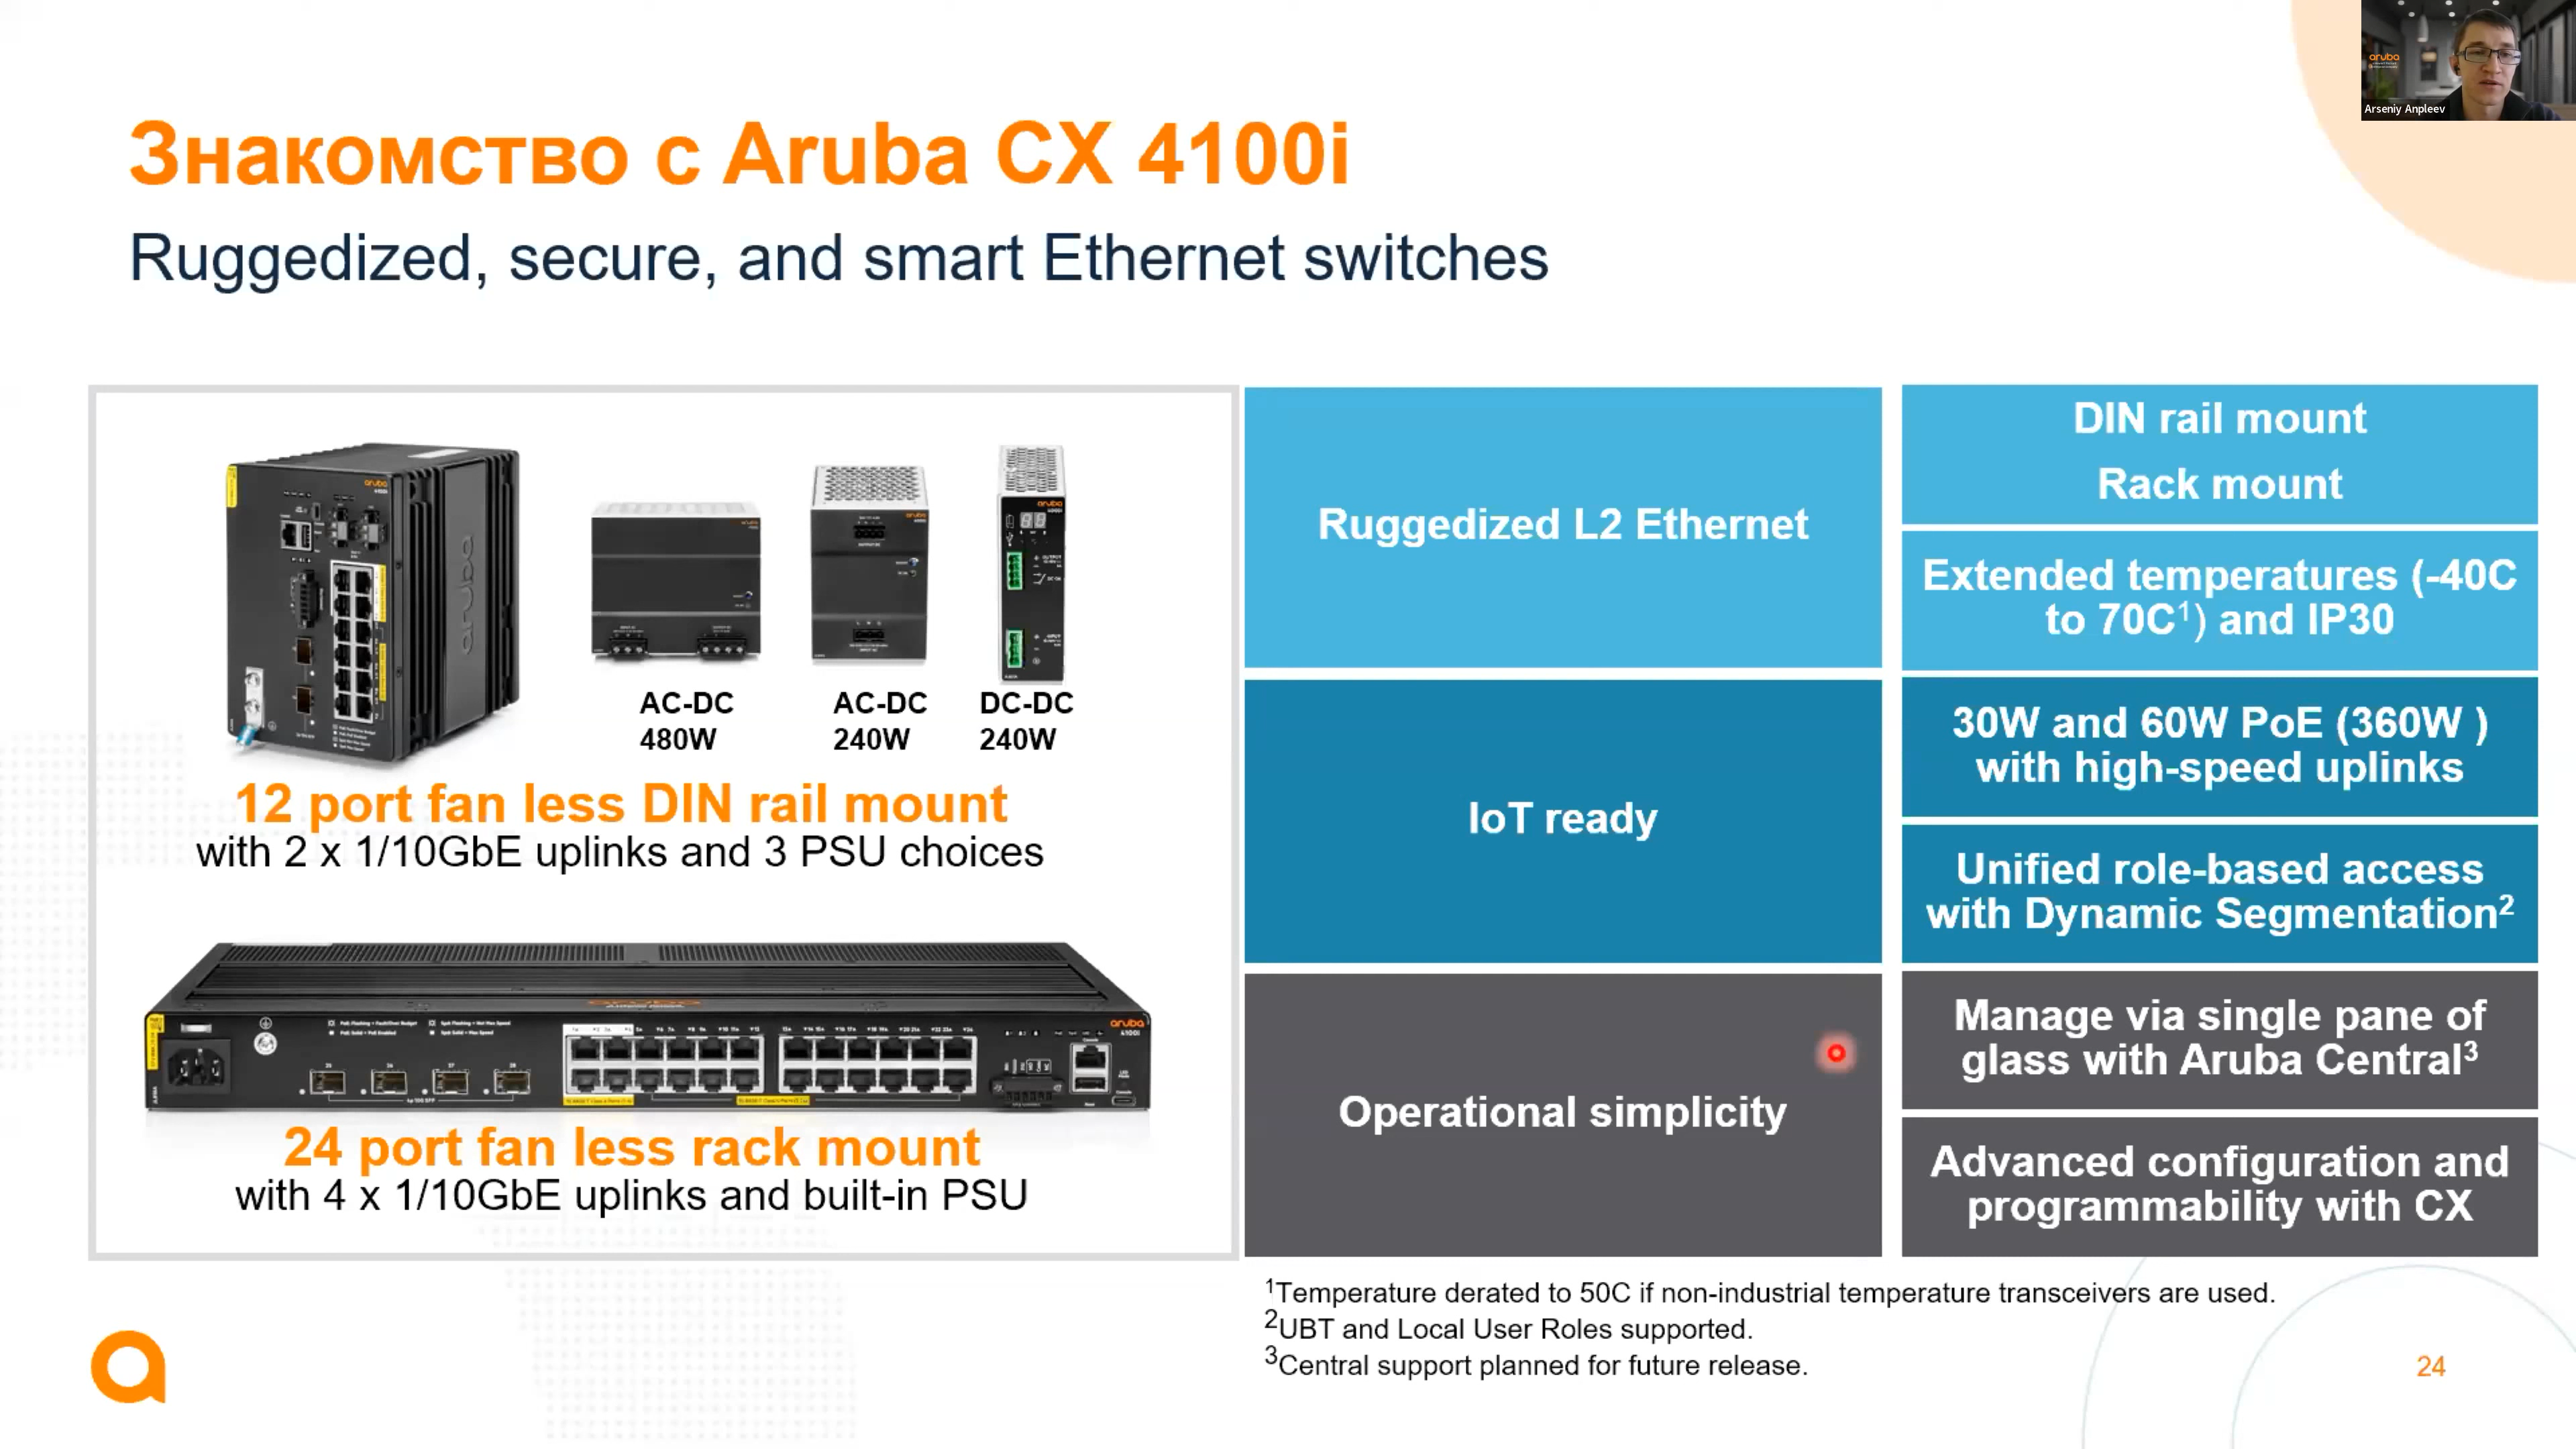 aruba
Arseniy Anpleev
Знакомство с Aruba CX 4100i
Ruggedized, secure, and smart Ethernet switches
aruba
AC-DC
480W
AC-DC
240W
DC-DC
240W
12 port fan less DIN rail mount
with 2 x 1/10GbE uplinks and 3 PSU choices
aruba
4100i
24 port fan less rack mount
with 4 x 1/10GbE uplinks and built-in PSU
Ruggedized L2 Ethernet
DIN rail mount
Rack mount
Extended temperatures (-40C
to 70C¹) and IP30
IoT ready
30W and 60W PoE (360W )
with high-speed uplinks
Unified role-based access
with Dynamic Segmentation²
Operational simplicity
Manage via single pane of
glass with Aruba Central³
Advanced configuration and
programmability with CX
¹Temperature derated to 50C if non-industrial temperature transceivers are used.
²UBT and Local User Roles supported.
³Central support planned for future release.
24